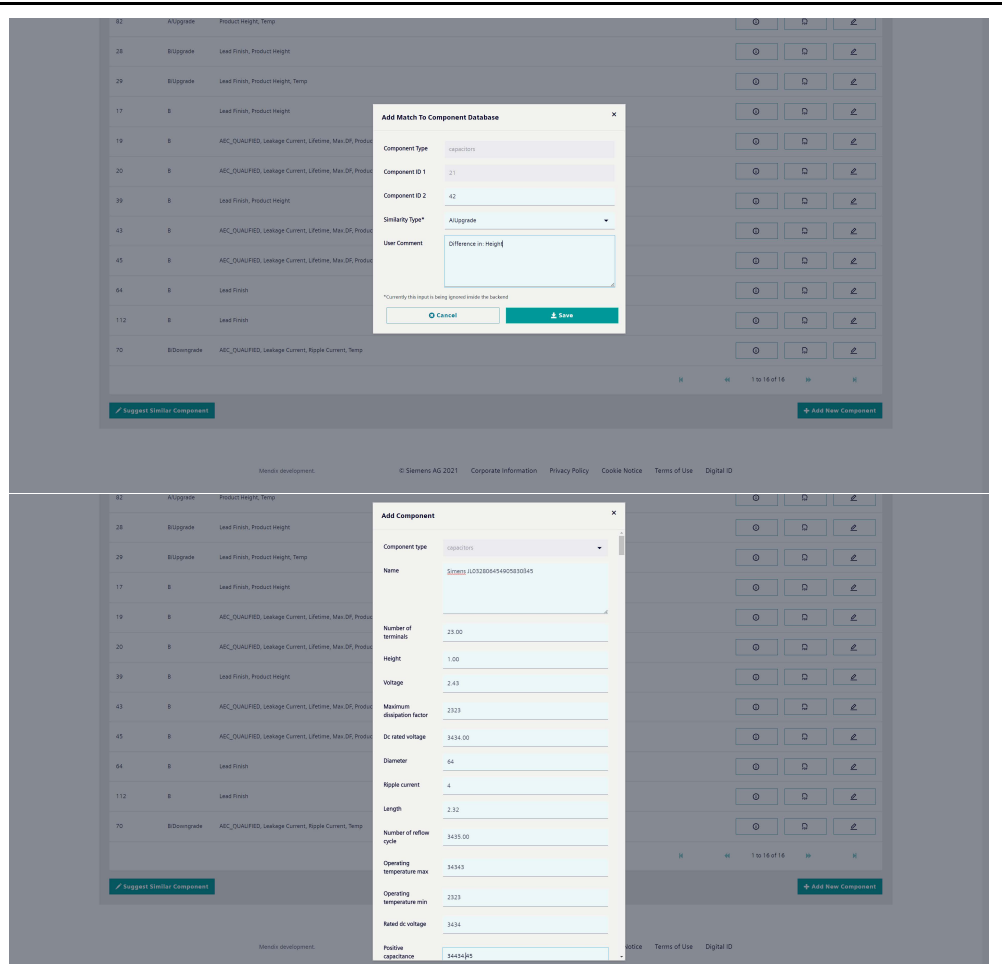 62 A|Upgrade Product Height, Temp
28 B|Upgrade Lead Finish, Product Height
29 B|Upgrade Lead Finish, Product Height, Temp
17 B Lead Finish, Product Height
19 B AEC_QUALIFIED, Leakage Current, Lifetime, Max.DF, Produc
20 B AEC_QUALIFIED, Leakage Current, Lifetime, Max.DF, Produc
39 B Lead Finish, Product Height
43 B AEC_QUALIFIED, Leakage Current, Lifetime, Max.DF, Produc
45 B AEC_QUALIFIED, Leakage Current, Lifetime, Max.DF, Produc
64 B Lead Finish
112 B Lead Finish
70 B|Downgrade AEC_QUALIFIED, Leakage Current, Ripple Current, Temp
1 to 16 of 16
Suggest Similar Component
+ Add New Component
Add Match To Component Database ×
Component Type capacitors
Component ID 1 21
Component ID 2 42
Similarity Type* A|Upgrade
User Comment Difference in: Height
*Currently this input is being ignored inside the backend
Cancel Save
Mendix development. © Siemens AG 2021 Corporate Information Privacy Policy Cookie Notice Terms of Use Digital ID
62 A|Upgrade Product Height, Temp
28 B|Upgrade Lead Finish, Product Height
29 B|Upgrade Lead Finish, Product Height, Temp
17 B Lead Finish, Product Height
19 B AEC_QUALIFIED, Leakage Current, Lifetime, Max.DF, Produc
20 B AEC_QUALIFIED, Leakage Current, Lifetime, Max.DF, Produc
39 B Lead Finish, Product Height
43 B AEC_QUALIFIED, Leakage Current, Lifetime, Max.DF, Produc
45 B AEC_QUALIFIED, Leakage Current, Lifetime, Max.DF, Produc
64 B Lead Finish
112 B Lead Finish
70 B|Downgrade AEC_QUALIFIED, Leakage Current, Ripple Current, Temp
1 to 16 of 16
Suggest Similar Component
+ Add New Component
Add Component ×
Component type capacitors
Name Simens
Number of
terminals 23.00
Height 1.00
Voltage 2.43
Maximum
dissipation factor 2323
Dc rated voltage 3434.00
Diameter 64
Ripple current 4
Length 2.32
Number of reflow
cycle 3435.00
Operating
temperature max 34343
Operating
temperature min 2323
Rated dc voltage 3434
Positive
capacitance 34434.45
Mendix development. Notice Terms of Use Digital ID